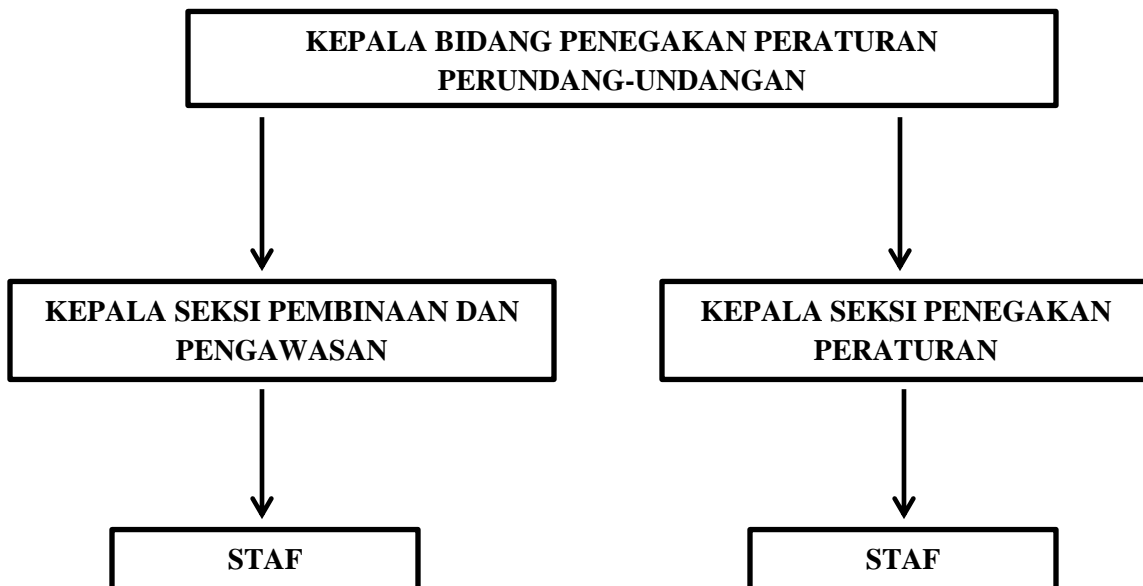 KEPALA BIDANG PENEGAKAN PERATURAN
PERUNDANG-UNDANGAN
KEPALA SEKSI PEMBINAAN DAN
PENGAWASAN
KEPALA SEKSI PENEGAKAN
PERATURAN
STAF
STAF